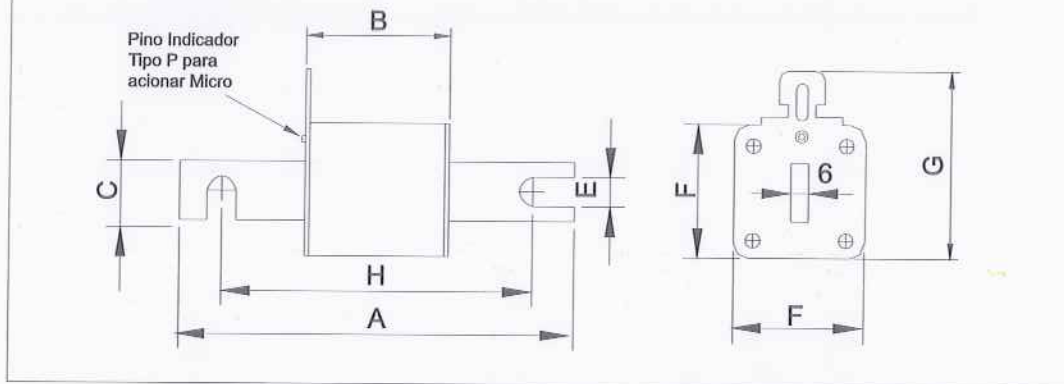 B
Pino Indicador
Tipo P para
acionar Micro
C
E
H
A
F
6
G
F